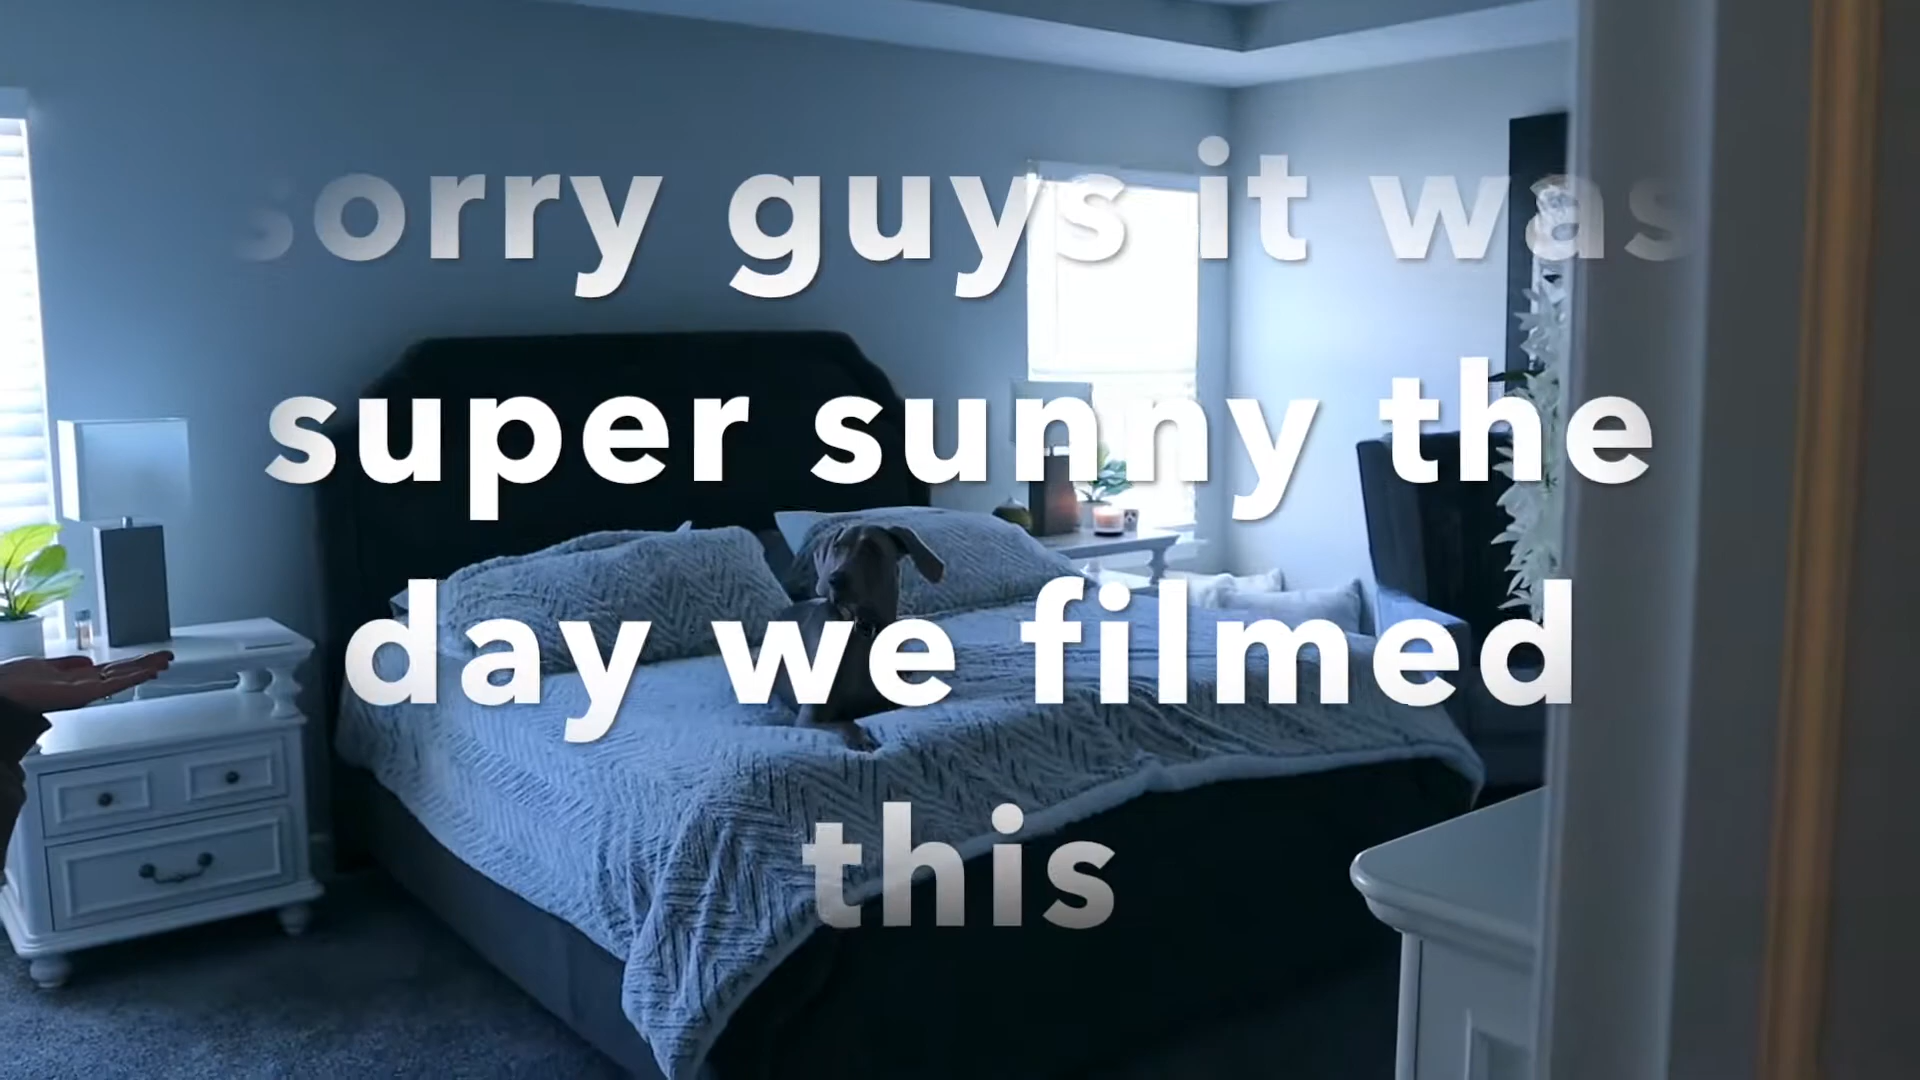 sorry guys it was
super sunny the
day we filmed
this